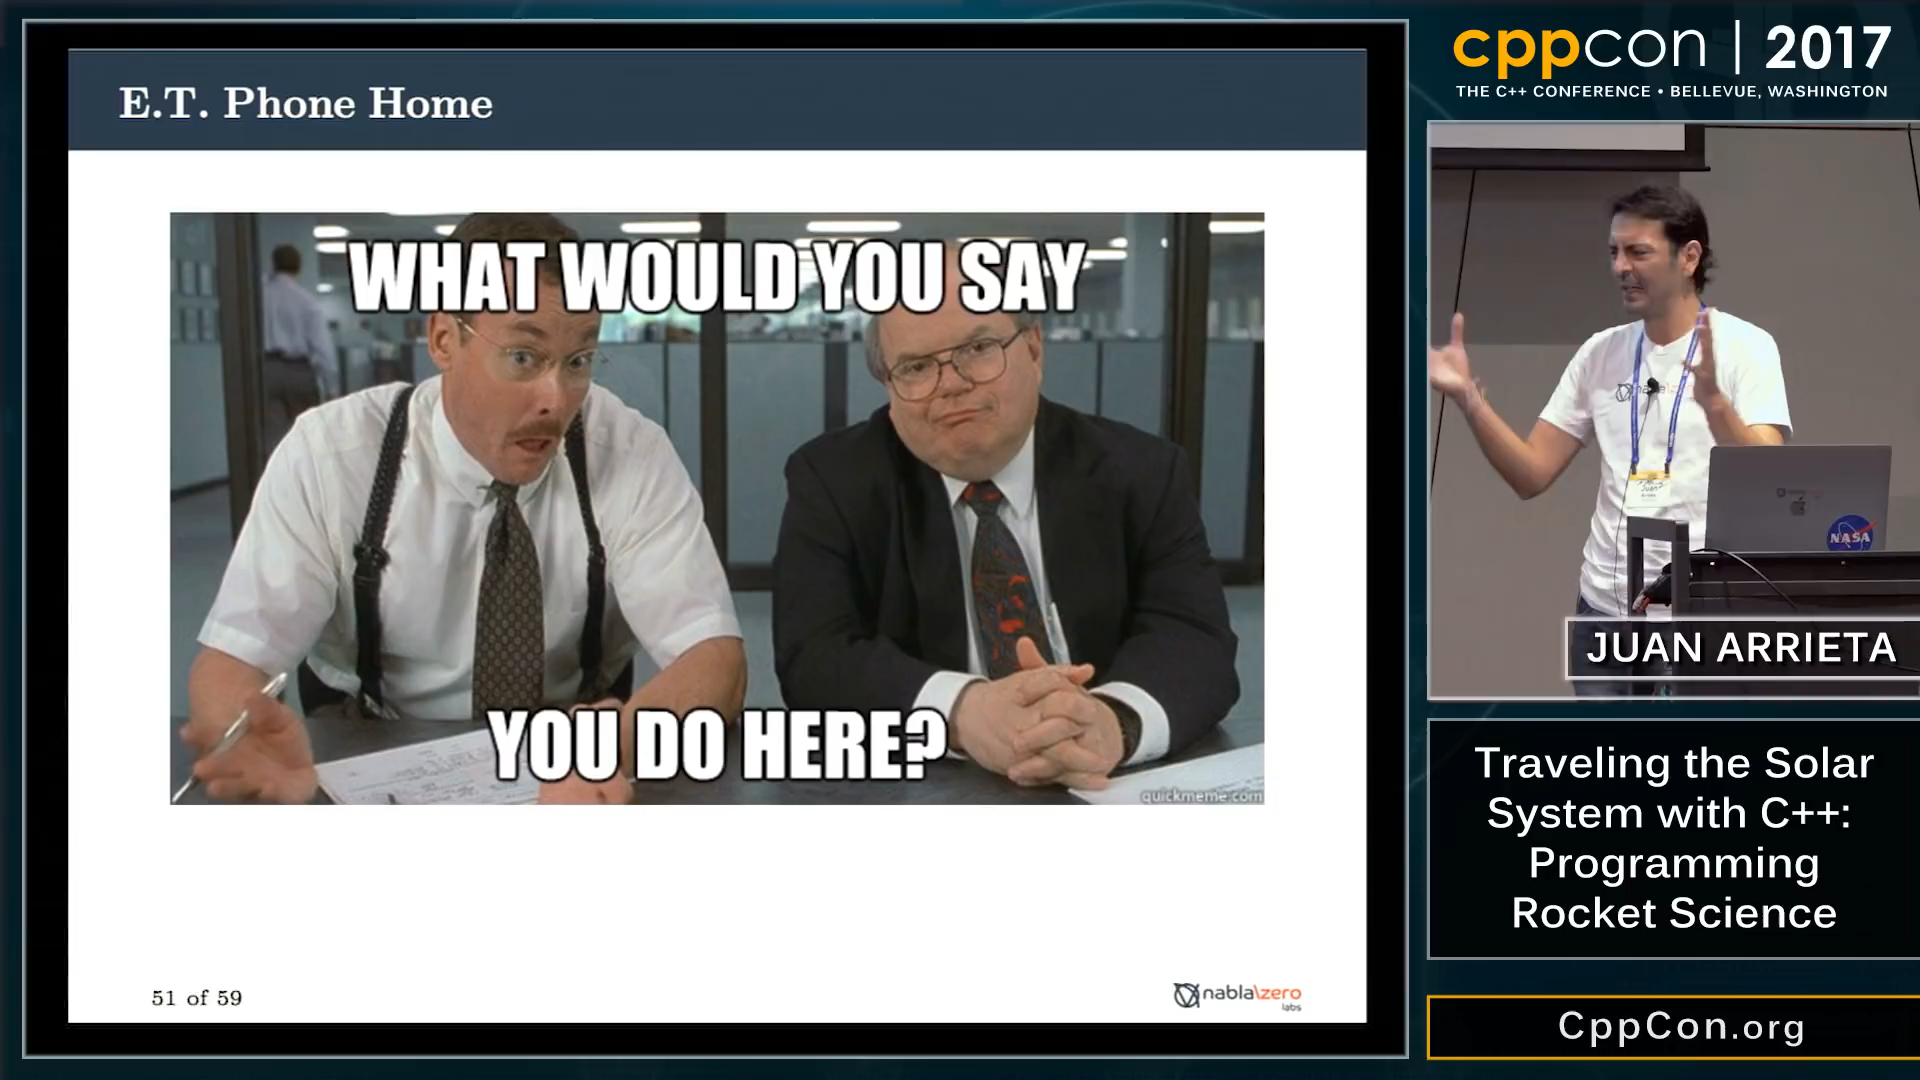 E.T. Phone Home
WHAT WOULD YOU SAY
YOU DO HERE?
quickmeme.com
51 of 59
nabla\zero
labs
cppcon | 2017
THE C++ CONFERENCE • BELLEVUE, WASHINGTON
Juan
NASA
JUAN ARRIETA
Traveling the Solar
System with C++:
Programming
Rocket Science
CppCon.org